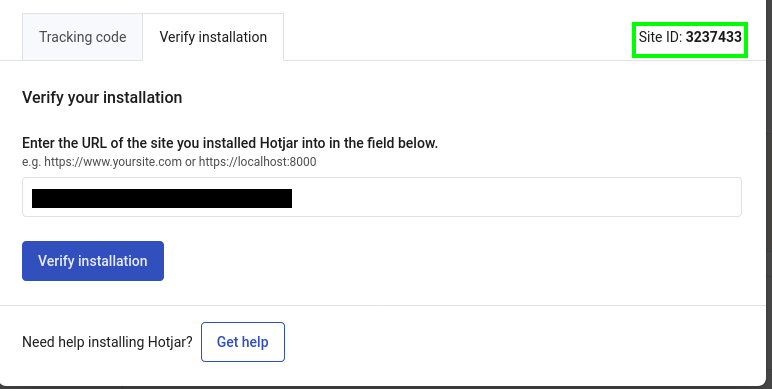 Tracking code
Verify installation
Site ID: 3237433
Verify your installation
Enter the URL of the site you installed Hotjar into in the field below.
e.g. https://www.yoursite.com or https://localhost:8000
Verify installation
Need help installing Hotjar?
Get help